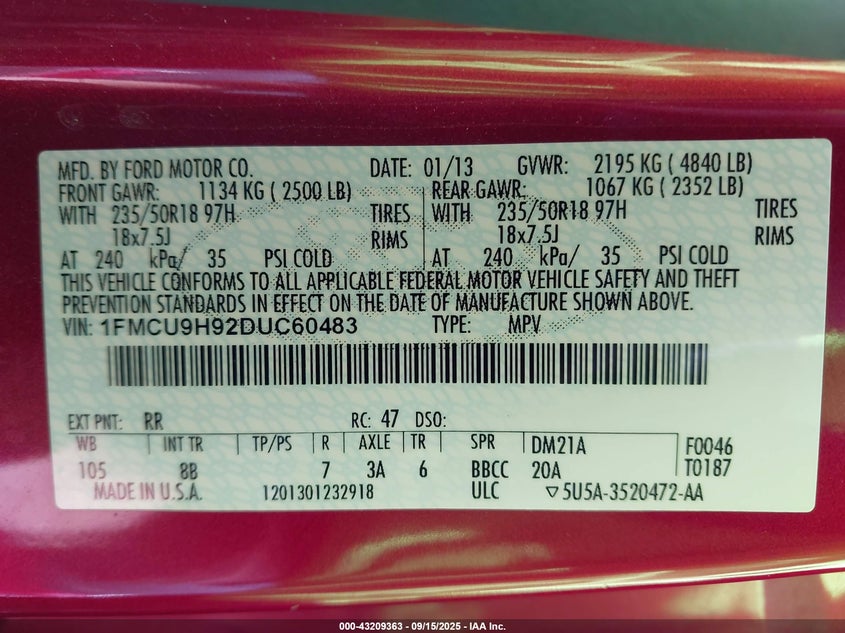 MFD. BY FORD MOTOR CO. DATE: 01/13 GVWR: 2195 KG ( 4840 LB)
FRONT GAWR: 1134 KG ( 2500 LB) REAR GAWR: 1067 KG ( 2352 LB)
WITH 235/50R18 97H TIRES WITH 235/50R18 97H TIRES
18x7.5J RIMS 18x7.5J RIMS
AT 240 kPa/ 35 PSI COLD AT 240 kPa/ 35 PSI COLD
THIS VEHICLE CONFORMS TO ALL APPLICABLE FEDERAL MOTOR VEHICLE SAFETY AND THEFT
PREVENTION STANDARDS IN EFFECT ON THE DATE OF MANUFACTURE SHOWN ABOVE.
VIN: 1FMCU9H92DUC60483 TYPE: MPV
EXT PNT: RR RC: 47 DSO:
WB INT TR TP/PS R AXLE TR SPR DM21A F0046
105 8B 7 3A 6 BBCC 20A T0187
MADE IN U.S.A. 1201301232918 ULC ▽5U5A-3520472-AA
000-43209363 - 09/15/2025 - IAA Inc.